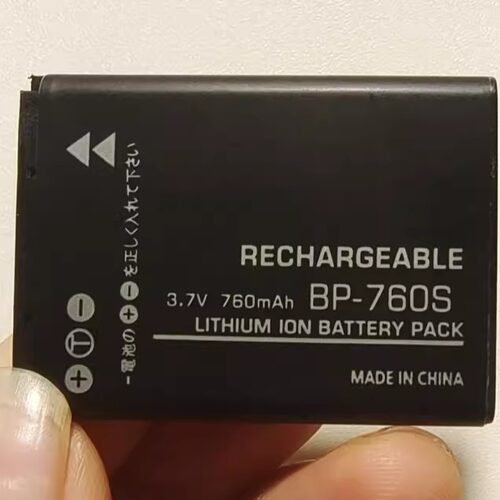 RECHARGEABLE
3.7V 760mAh BP-760S
LITHIUM ION BATTERY PACK
MADE IN CHINA
-電池の⊕⊖を正しく入れて下さい
⊕ Ⓣ ⊖